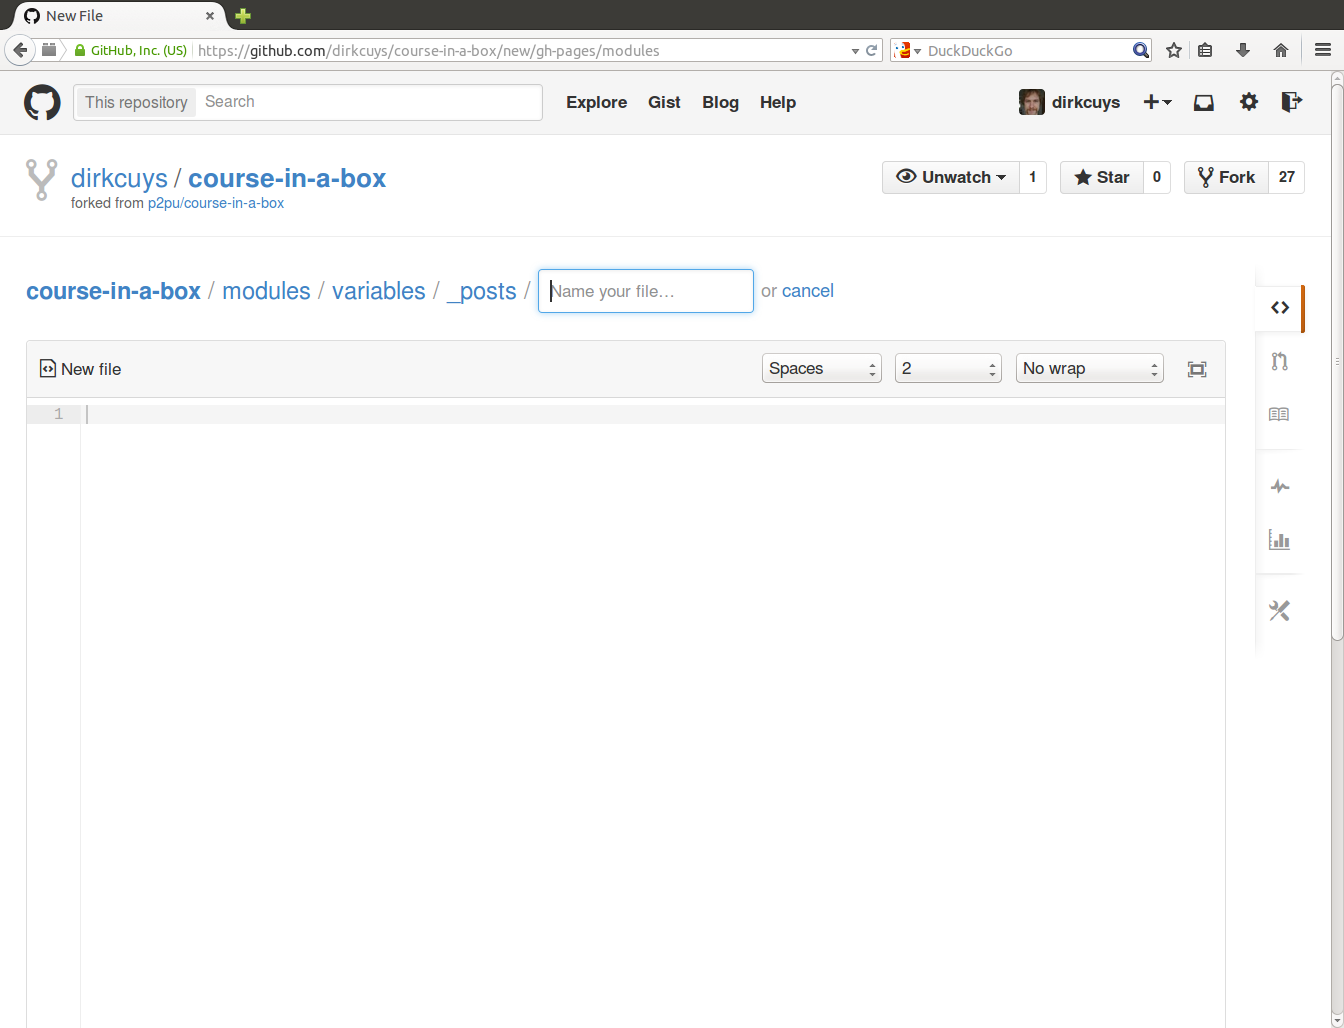 New File
GitHub, Inc. (US) https://github.com/dirkcuys/course-in-a-box/new/gh-pages/modules DuckDuckGo
This repository Search Explore Gist Blog Help dirkcuys
dirkcuys / course-in-a-box Unwatch 1 Star 0 Fork 27
forked from p2pu/course-in-a-box
course-in-a-box / modules / variables / _posts / Name your file... or cancel
New file Spaces 2 No wrap
1